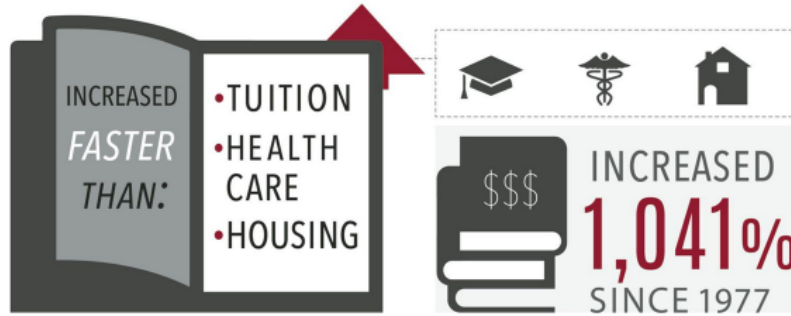 INCREASED
FASTER
THAN:
•TUITION
•HEALTH
CARE
•HOUSING
$$$
INCREASED
1,041%
SINCE 1977